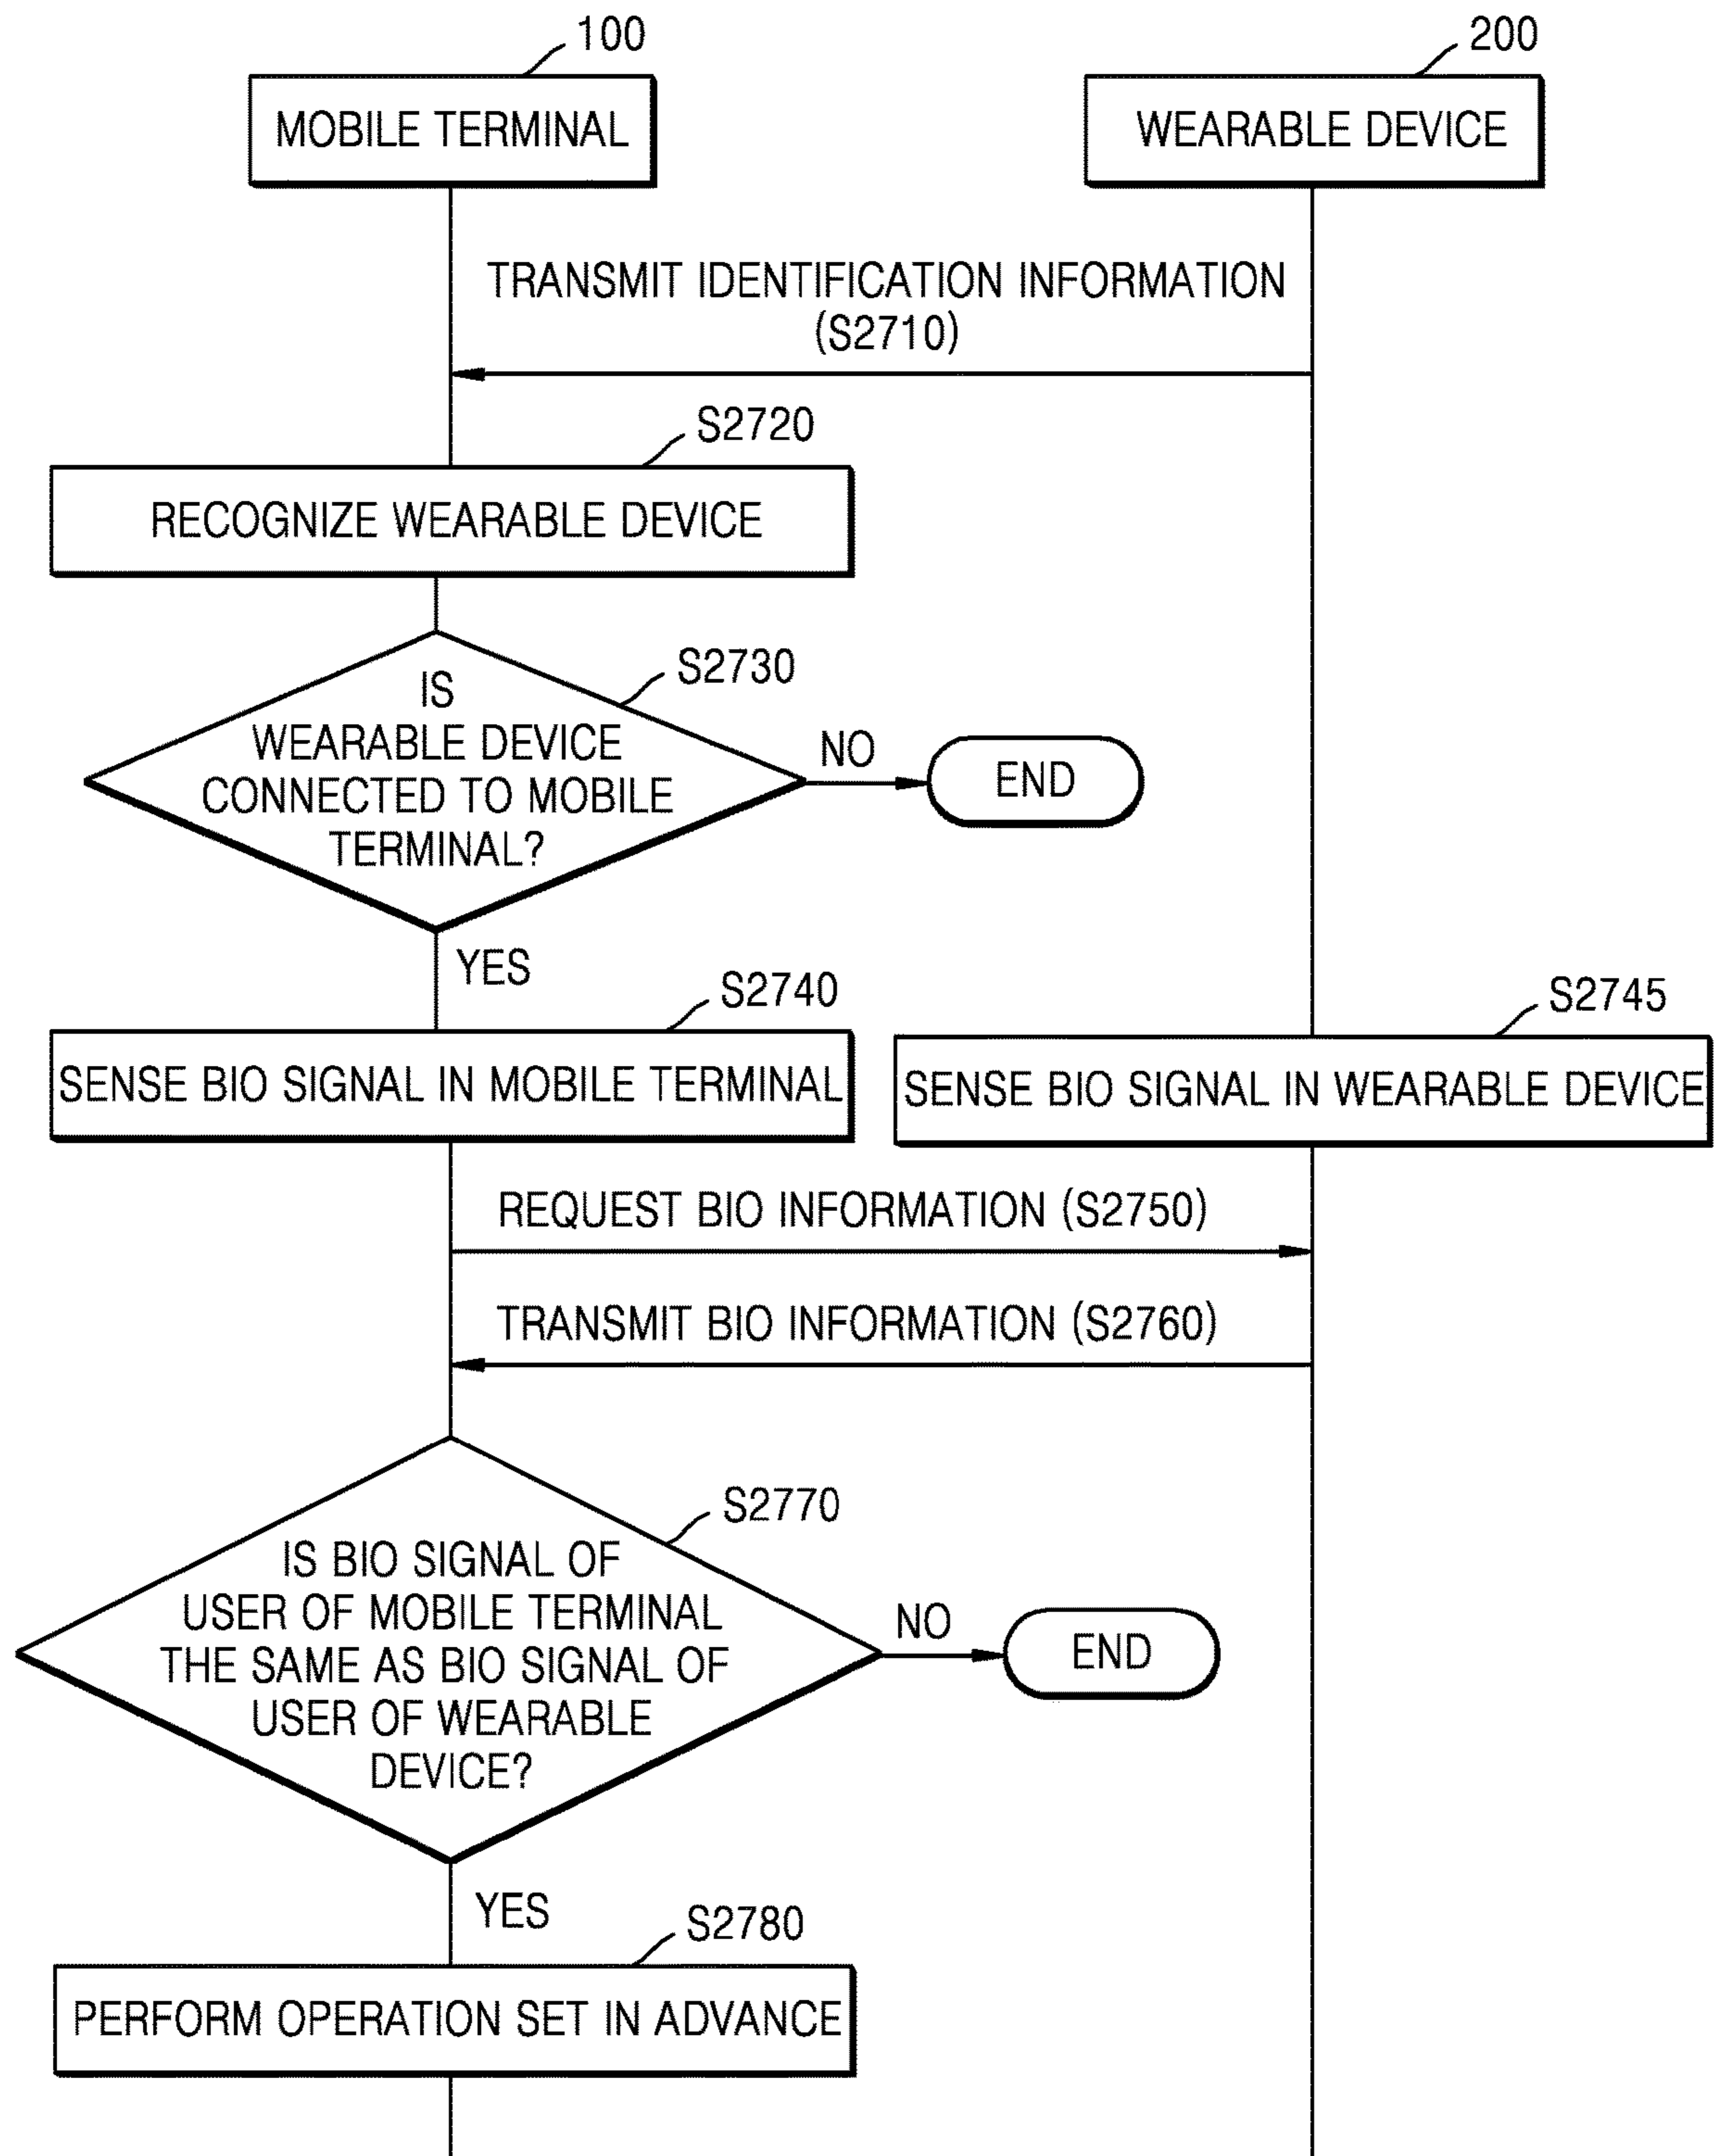 100
200
MOBILE TERMINAL
WEARABLE DEVICE
TRANSMIT IDENTIFICATION INFORMATION
(S2710)
S2720
RECOGNIZE WEARABLE DEVICE
S2730
IS
WEARABLE DEVICE
CONNECTED TO MOBILE
TERMINAL?
NO
END
YES
S2740
S2745
SENSE BIO SIGNAL IN MOBILE TERMINAL
SENSE BIO SIGNAL IN WEARABLE DEVICE
REQUEST BIO INFORMATION (S2750)
TRANSMIT BIO INFORMATION (S2760)
S2770
IS BIO SIGNAL OF
USER OF MOBILE TERMINAL
THE SAME AS BIO SIGNAL OF
USER OF WEARABLE
DEVICE?
NO
END
YES
S2780
PERFORM OPERATION SET IN ADVANCE